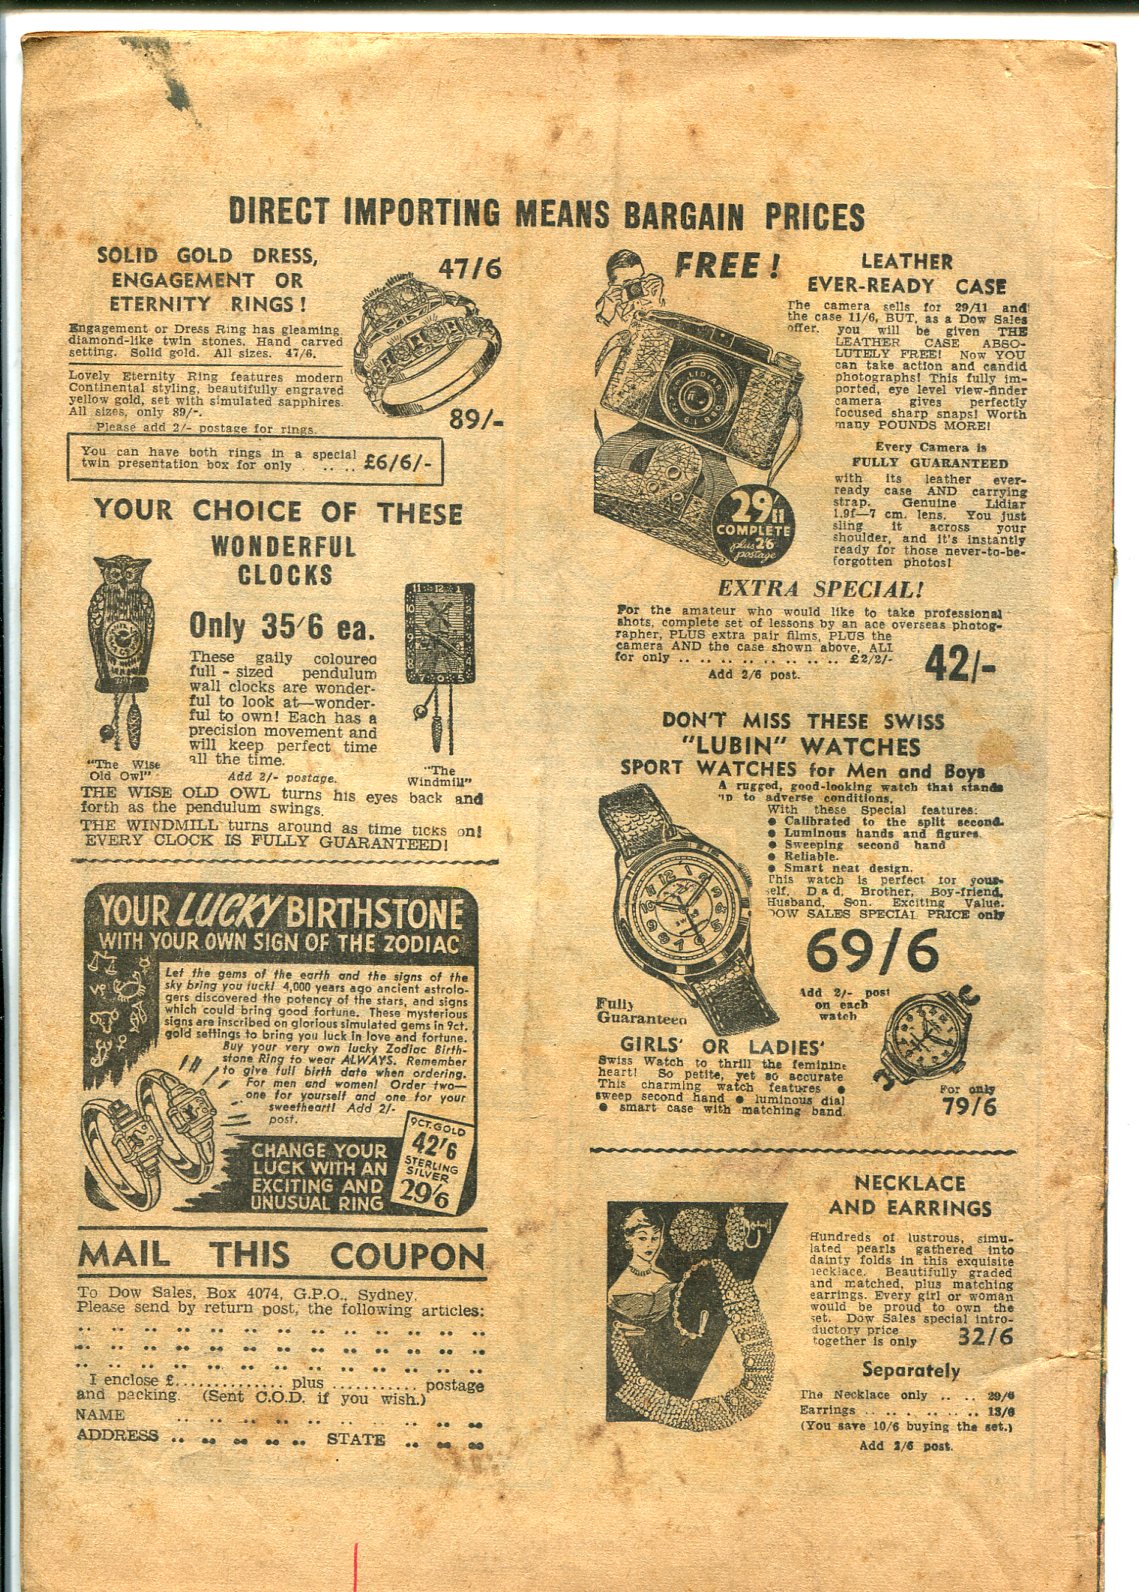 DIRECT IMPORTING MEANS BARGAIN PRICES
SOLID GOLD DRESS,
ENGAGEMENT OR
ETERNITY RINGS!
47/6
Engagement or Dress Ring has gleaming
diamond-like twin stones. Hand carved
setting. Solid gold. All sizes. 47/6.
Lovely Eternity Ring features modern
Continental styling, beautifully engraved
yellow gold, set with simulated sapphires.
All sizes, only 89/-.
Please add 2/- postage for rings.
89/-
You can have both rings in a special
twin presentation box for only . .. .. £6/6/-
YOUR CHOICE OF THESE
WONDERFUL
CLOCKS
Only 35/6 ea.
These gaily coloured
full - sized pendulum
wall clocks are wonder-
ful to look at—wonder-
ful to own! Each has a
precision movement and
will keep perfect time
all the time.
Add 2/- postage.
"The Wise
Old Owl"
"The
Windmill"
THE WISE OLD OWL turns his eyes back and
forth as the pendulum swings.
THE WINDMILL turns around as time ticks on!
EVERY CLOCK IS FULLY GUARANTEED!
YOUR LUCKY BIRTHSTONE
WITH YOUR OWN SIGN OF THE ZODIAC
Let the gems of the earth and the signs of the
sky bring you luck! 4,000 years ago ancient astrolo-
gers discovered the potency of the stars, and signs
which could bring good fortune. These mysterious
signs are inscribed on glorious simulated gems in 9ct.
gold settings to bring you luck in love and fortune.
Buy your very own lucky Zodiac Birth-
stone Ring to wear ALWAYS. Remember
to give full birth date when ordering.
For men and women! Order two—
one for yourself and one for your
sweetheart! Add 2/-
post.
9CT. GOLD
42/6
STERLING
SILVER
29/6
CHANGE YOUR
LUCK WITH AN
EXCITING AND
UNUSUAL RING
MAIL THIS COUPON
To Dow Sales, Box 4074, G.P.O., Sydney.
Please send by return post, the following articles:
I enclose £.............. plus ........... postage
and packing. (Sent C.O.D. if you wish.)
NAME
ADDRESS .. .. .. .. .. STATE .. .. ..
FREE!
LEATHER
EVER-READY CASE
The camera sells for 29/11 and
the case 11/6, BUT, as a Dow Sales
offer, you will be given THE
LEATHER CASE ABSO-
LUTELY FREE! Now YOU
can take action and candid
photographs! This fully im-
ported, eye level view-finder
camera gives perfectly
focused sharp snaps! Worth
many POUNDS MORE!
Every Camera is
FULLY GUARANTEED
with its leather ever-
ready case AND carrying
strap. Genuine Lidiar
1.9f—7 cm. lens. You just
sling it across your
shoulder, and it's instantly
ready for those never-to-be-
forgotten photos!
LIDIAR
29/11
COMPLETE
plus 2/6
postage
EXTRA SPECIAL!
For the amateur who would like to take professional
shots, complete set of lessons by an ace overseas photog-
rapher, PLUS extra pair films, PLUS the
camera AND the case shown above, ALL
for only .. .. .. .. .. .. .. .. £2/2/-
42/-
Add 2/6 post.
DON'T MISS THESE SWISS
"LUBIN" WATCHES
SPORT WATCHES for Men and Boys
A rugged, good-looking watch that stands
up to adverse conditions.
With these Special features:
● Calibrated to the split second.
● Luminous hands and figures.
● Sweeping second hand
● Reliable.
● Smart neat design.
This watch is perfect for your-
self, Dad, Brother, Boy-friend,
Husband, Son. Exciting Value.
DOW SALES SPECIAL PRICE only
69/6
Add 2/- post
on each
watch
Fully
Guaranteed
GIRLS' OR LADIES'
Swiss Watch to thrill the feminine
heart! So petite, yet so accurate
This charming watch features ●
sweep second hand ● luminous dial
● smart case with matching band.
For only
79/6
NECKLACE
AND EARRINGS
Hundreds of lustrous, simu-
lated pearls gathered into
dainty folds in this exquisite
necklace. Beautifully graded
and matched, plus matching
earrings. Every girl or woman
would be proud to own the
set. Dow Sales special intro-
ductory price
together is only 32/6
Separately
The Necklace only .. .. 29/6
Earrings .. .. .. .. .. .. 13/6
(You save 10/6 buying the set.)
Add 2/6 post.